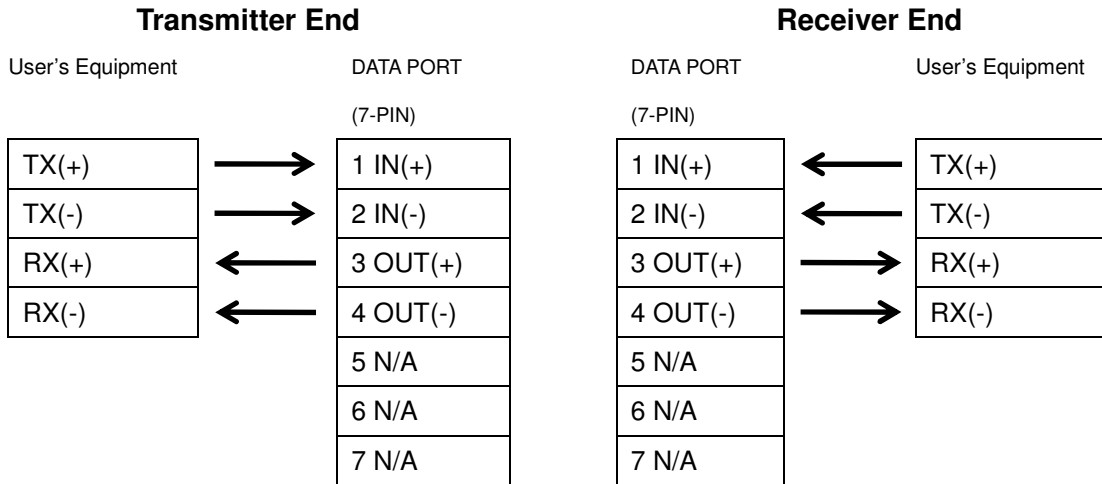 Transmitter End Receiver End
User's Equipment DATA PORT DATA PORT User's Equipment
(7-PIN) (7-PIN)
TX(+) 1 IN(+) 1 IN(+) TX(+)
TX(-) 2 IN(-) 2 IN(-) TX(-)
RX(+) 3 OUT(+) 3 OUT(+) RX(+)
RX(-) 4 OUT(-) 4 OUT(-) RX(-)
5 N/A 5 N/A
6 N/A 6 N/A
7 N/A 7 N/A